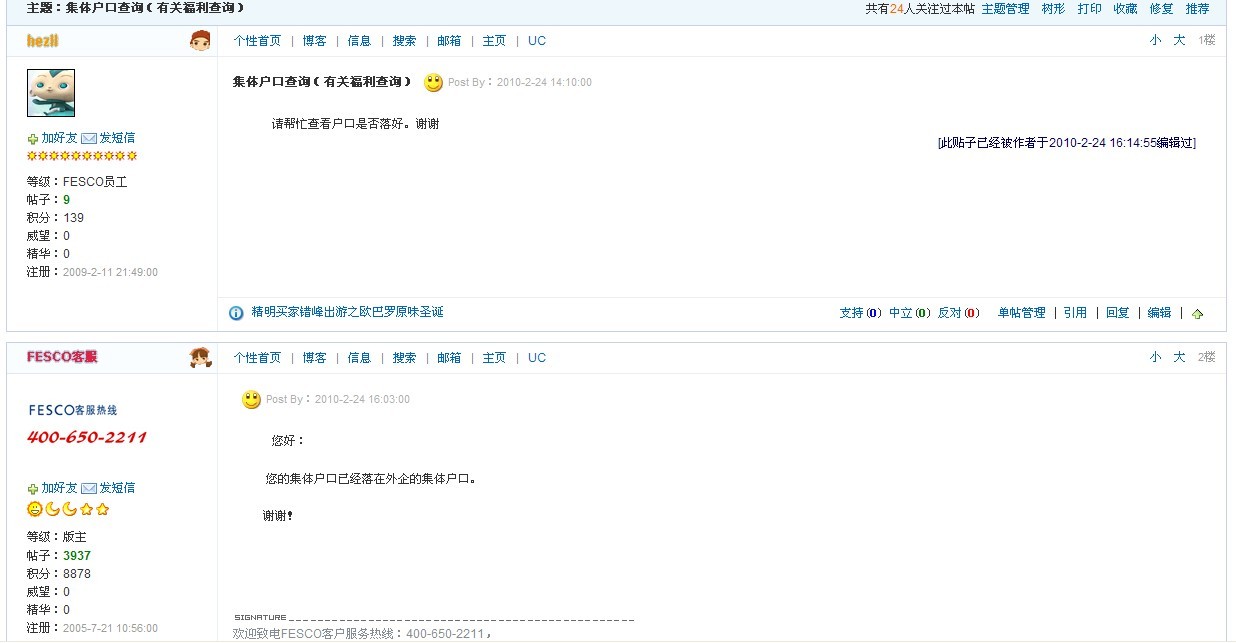 主题：集体户口查询（有关福利查询） 共有24人关注过本帖 主题管理 树形 打印 收藏 修复 推荐
hezll 个性首页 | 博客 | 信息 | 搜索 | 邮箱 | 主页 | UC 小 大 1楼
集体户口查询（有关福利查询） Post By：2010-2-24 14:10:00
请帮忙查看户口是否落好。谢谢
[此贴子已经被作者于2010-2-24 16:14:55编辑过]
加好友 发短信
等级：FESCO员工
帖子：9
积分：139
威望：0
精华：0
注册：2009-2-11 21:49:00
精明买家错峰出游之欧巴罗原味圣诞 支持(0) 中立(0) 反对(0) 单帖管理 | 引用 | 回复 | 编辑 |
FESCO客服 个性首页 | 博客 | 信息 | 搜索 | 邮箱 | 主页 | UC 小 大 2楼
Post By：2010-2-24 16:03:00
FESCO客服热线
400-650-2211
您好：
您的集体户口已经落在外企的集体户口。
谢谢！
加好友 发短信
等级：版主
帖子：3937
积分：8878
威望：0
精华：0
注册：2005-7-21 10:56:00
SIGNATURE
欢迎致电FESCO客户服务热线：400-650-2211，